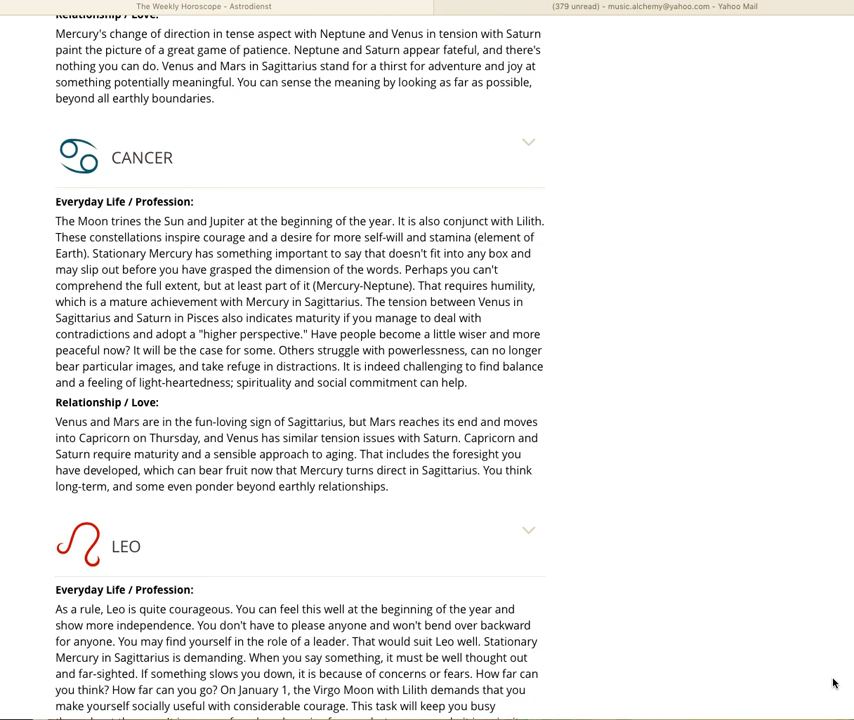 The Weekly Horoscope - Astrodienst
(379 unread) - music.alchemy@yahoo.com - Yahoo Mail
Relationship / Love:
Mercury's change of direction in tense aspect with Neptune and Venus in tension with Saturn
paint the picture of a great game of patience. Neptune and Saturn appear fateful, and there's
nothing you can do. Venus and Mars in Sagittarius stand for a thirst for adventure and joy at
something potentially meaningful. You can sense the meaning by looking as far as possible,
beyond all earthly boundaries.
CANCER
Everyday Life / Profession:
The Moon trines the Sun and Jupiter at the beginning of the year. It is also conjunct with Lilith.
These constellations inspire courage and a desire for more self-will and stamina (element of
Earth). Stationary Mercury has something important to say that doesn't fit into any box and
may slip out before you have grasped the dimension of the words. Perhaps you can't
comprehend the full extent, but at least part of it (Mercury-Neptune). That requires humility,
which is a mature achievement with Mercury in Sagittarius. The tension between Venus in
Sagittarius and Saturn in Pisces also indicates maturity if you manage to deal with
contradictions and adopt a "higher perspective." Have people become a little wiser and more
peaceful now? It will be the case for some. Others struggle with powerlessness, can no longer
bear particular images, and take refuge in distractions. It is indeed challenging to find balance
and a feeling of light-heartedness; spirituality and social commitment can help.
Relationship / Love:
Venus and Mars are in the fun-loving sign of Sagittarius, but Mars reaches its end and moves
into Capricorn on Thursday, and Venus has similar tension issues with Saturn. Capricorn and
Saturn require maturity and a sensible approach to aging. That includes the foresight you
have developed, which can bear fruit now that Mercury turns direct in Sagittarius. You think
long-term, and some even ponder beyond earthly relationships.
LEO
Everyday Life / Profession:
As a rule, Leo is quite courageous. You can feel this well at the beginning of the year and
show more independence. You don't have to please anyone and won't bend over backward
for anyone. You may find yourself in the role of a leader. That would suit Leo well. Stationary
Mercury in Sagittarius is demanding. When you say something, it must be well thought out
and far-sighted. If something slows you down, it is because of concerns or fears. How far can
you think? How far can you go? On January 1, the Virgo Moon with Lilith demands that you
make yourself socially useful with considerable courage. This task will keep you busy